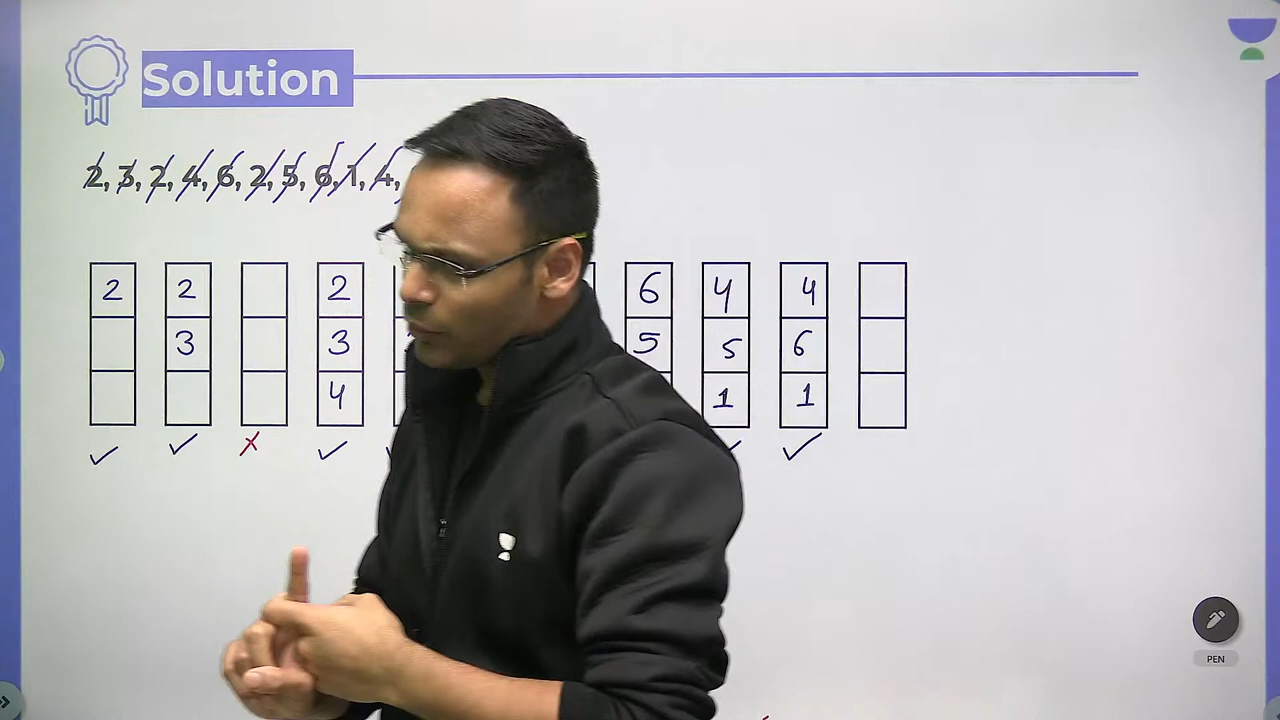 Solution
2, 3, 2, 4, 6, 2, 5, 6, 1, 4,
2 2 2 6 4 4
3 3 5 5 6
4 1 1
PEN